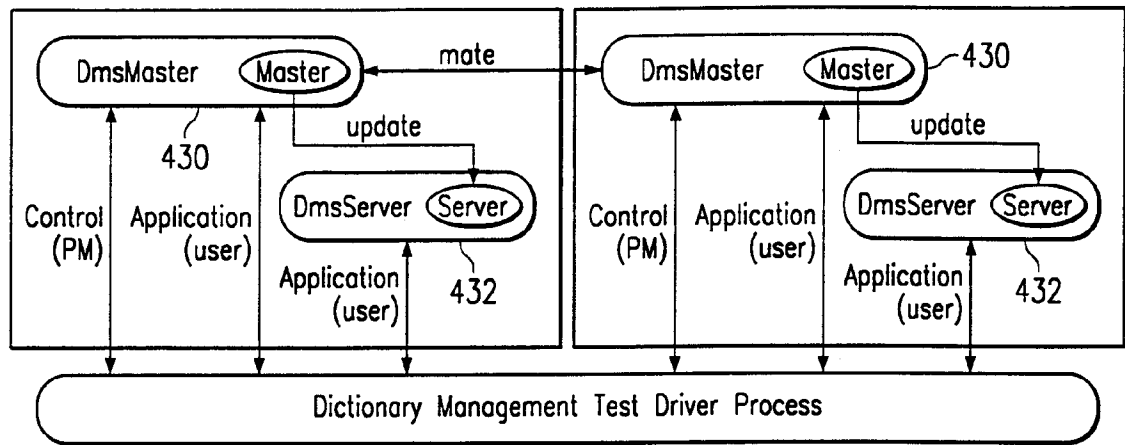 DmsMaster
Master
430
update
DmsServer
Server
432
Control
(PM)
Application
(user)
Application
(user)
mate
DmsMaster
Master
430
update
DmsServer
Server
432
Control
(PM)
Application
(user)
Application
(user)
Dictionary Management Test Driver Process